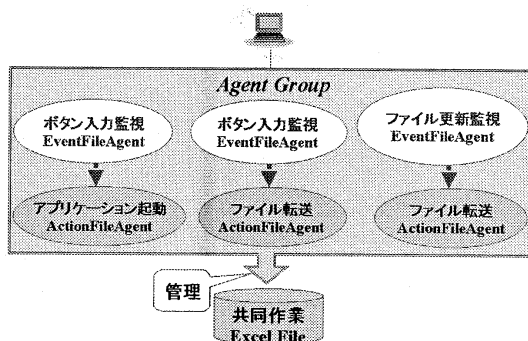 Agent Group
ボタン入力監視
EventFileAgent
ボタン入力監視
EventFileAgent
ファイル更新監視
EventFileAgent
アプリケーション起動
ActionFileAgent
ファイル転送
ActionFileAgent
ファイル転送
ActionFileAgent
管理
共同作業
Excel File